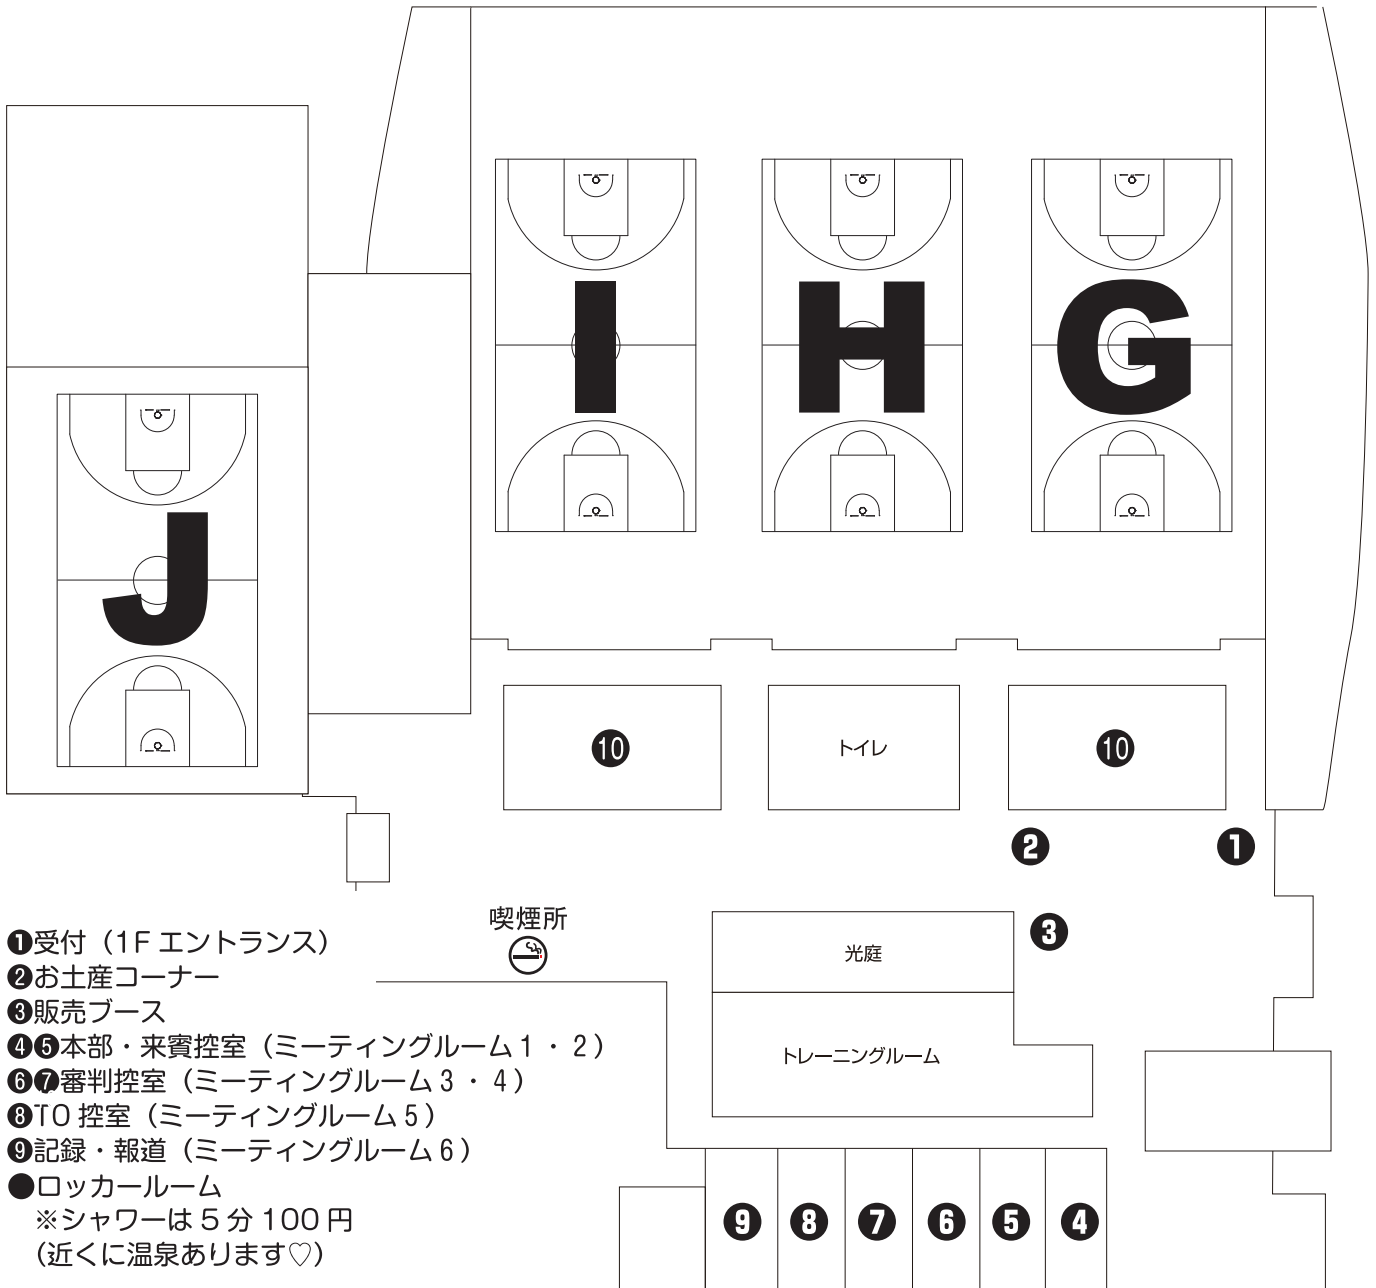 I H G
J
❿ トイレ ❿
❷ ❶
喫煙所
❸
光庭
トレーニングルーム
❶受付（1F エントランス）
❷お土産コーナー
❸販売ブース
❹❺本部・来賓控室（ミーティングルーム 1 ・ 2）
❻❼審判控室（ミーティングルーム 3 ・ 4）
❽TO 控室（ミーティングルーム 5）
❾記録・報道（ミーティングルーム 6）
●ロッカールーム
※シャワーは 5 分 100 円
（近くに温泉あります♡）
❾ ❽ ❼ ❻ ❺ ❹